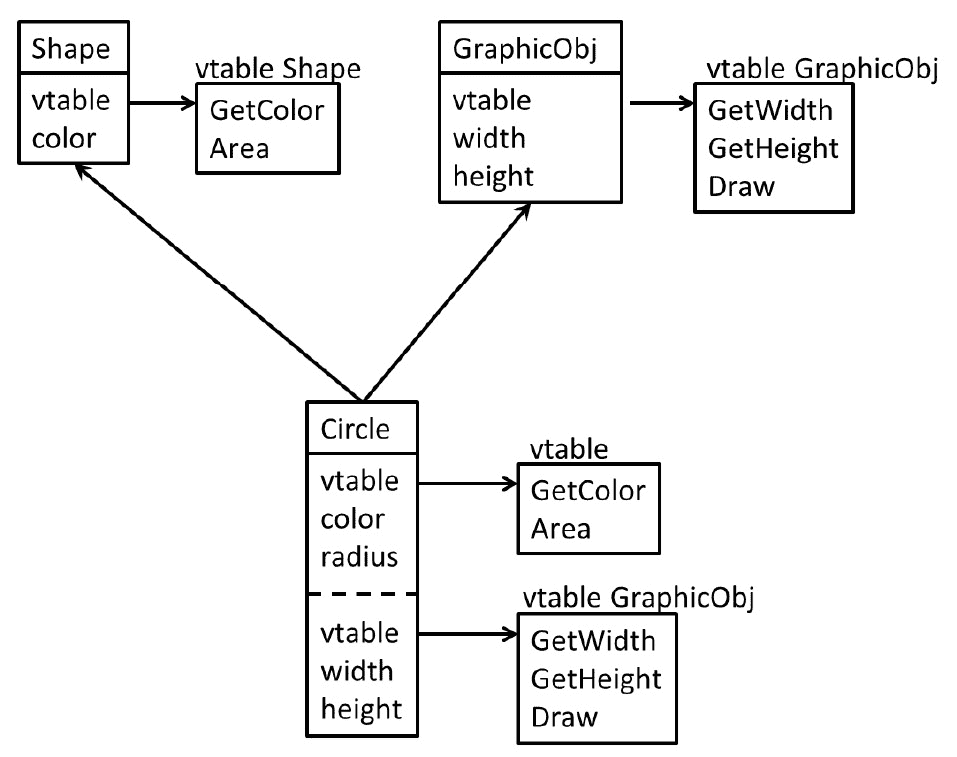 Shape
vtable
color
vtable Shape
GetColor
Area
GraphicObj
vtable
width
height
vtable GraphicObj
GetWidth
GetHeight
Draw
Circle
vtable
color
radius
vtable
width
height
vtable
GetColor
Area
vtable GraphicObj
GetWidth
GetHeight
Draw